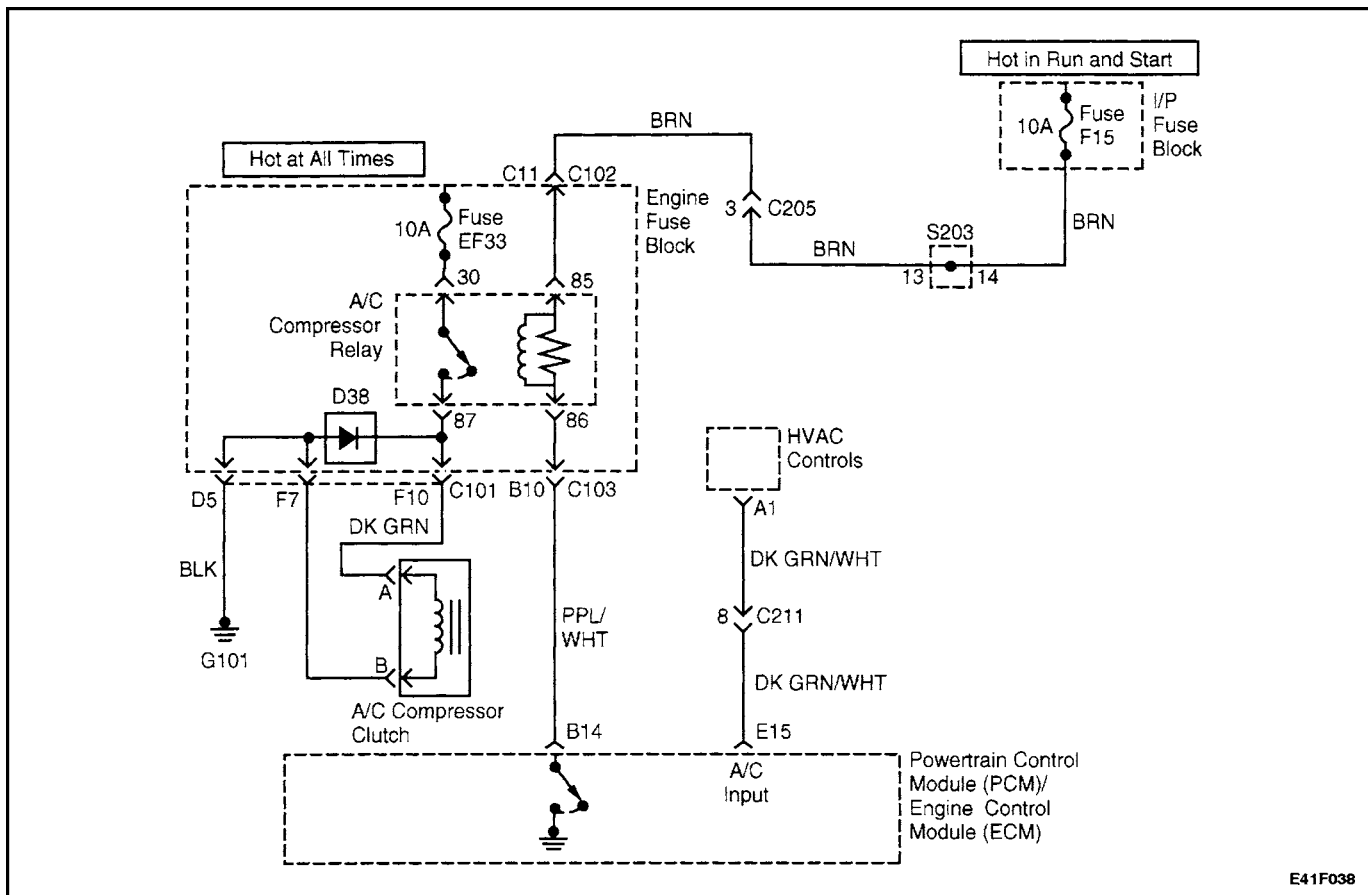 Hot in Run and Start
10A
Fuse
F15
I/P
Fuse
Block
BRN
Hot at All Times
C11
C102
Engine
Fuse
Block
3
C205
BRN
10A
Fuse
EF33
S203
BRN
13
14
30
85
A/C
Compressor
Relay
D38
87
86
HVAC
Controls
D5
F7
F10
C101
B10
C103
A1
DK GRN
DK GRN/WHT
BLK
A
PPL/
WHT
8
C211
G101
B
DK GRN/WHT
A/C Compressor
Clutch
B14
E15
A/C
Input
Powertrain Control
Module (PCM)/
Engine Control
Module (ECM)
E41F038